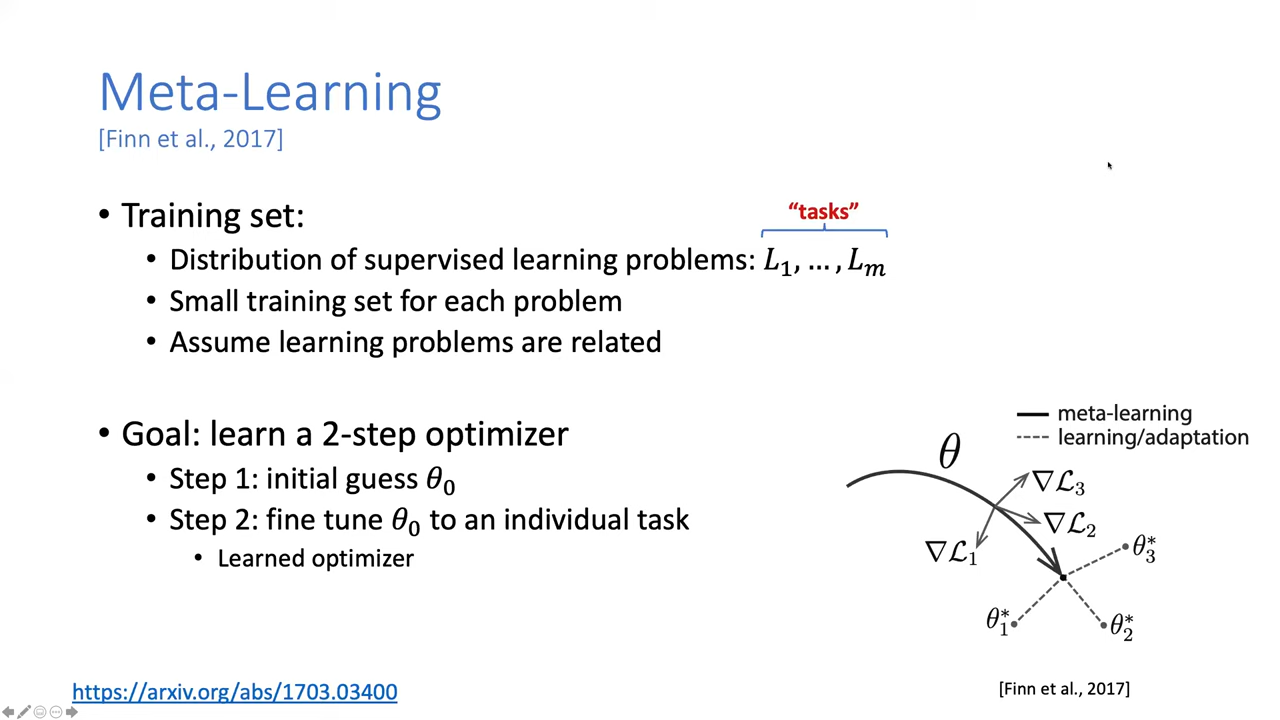 Meta-Learning
[Finn et al., 2017]
• Training set:
“tasks”
• Distribution of supervised learning problems: L₁, … , Lₘ
• Small training set for each problem
• Assume learning problems are related
• Goal: learn a 2-step optimizer
• Step 1: initial guess θ₀
• Step 2: fine tune θ₀ to an individual task
• Learned optimizer
meta-learning
learning/adaptation
θ
∇ℒ₃
∇ℒ₂
∇ℒ₁
θ₃*
θ₁*
θ₂*
https://arxiv.org/abs/1703.03400
[Finn et al., 2017]